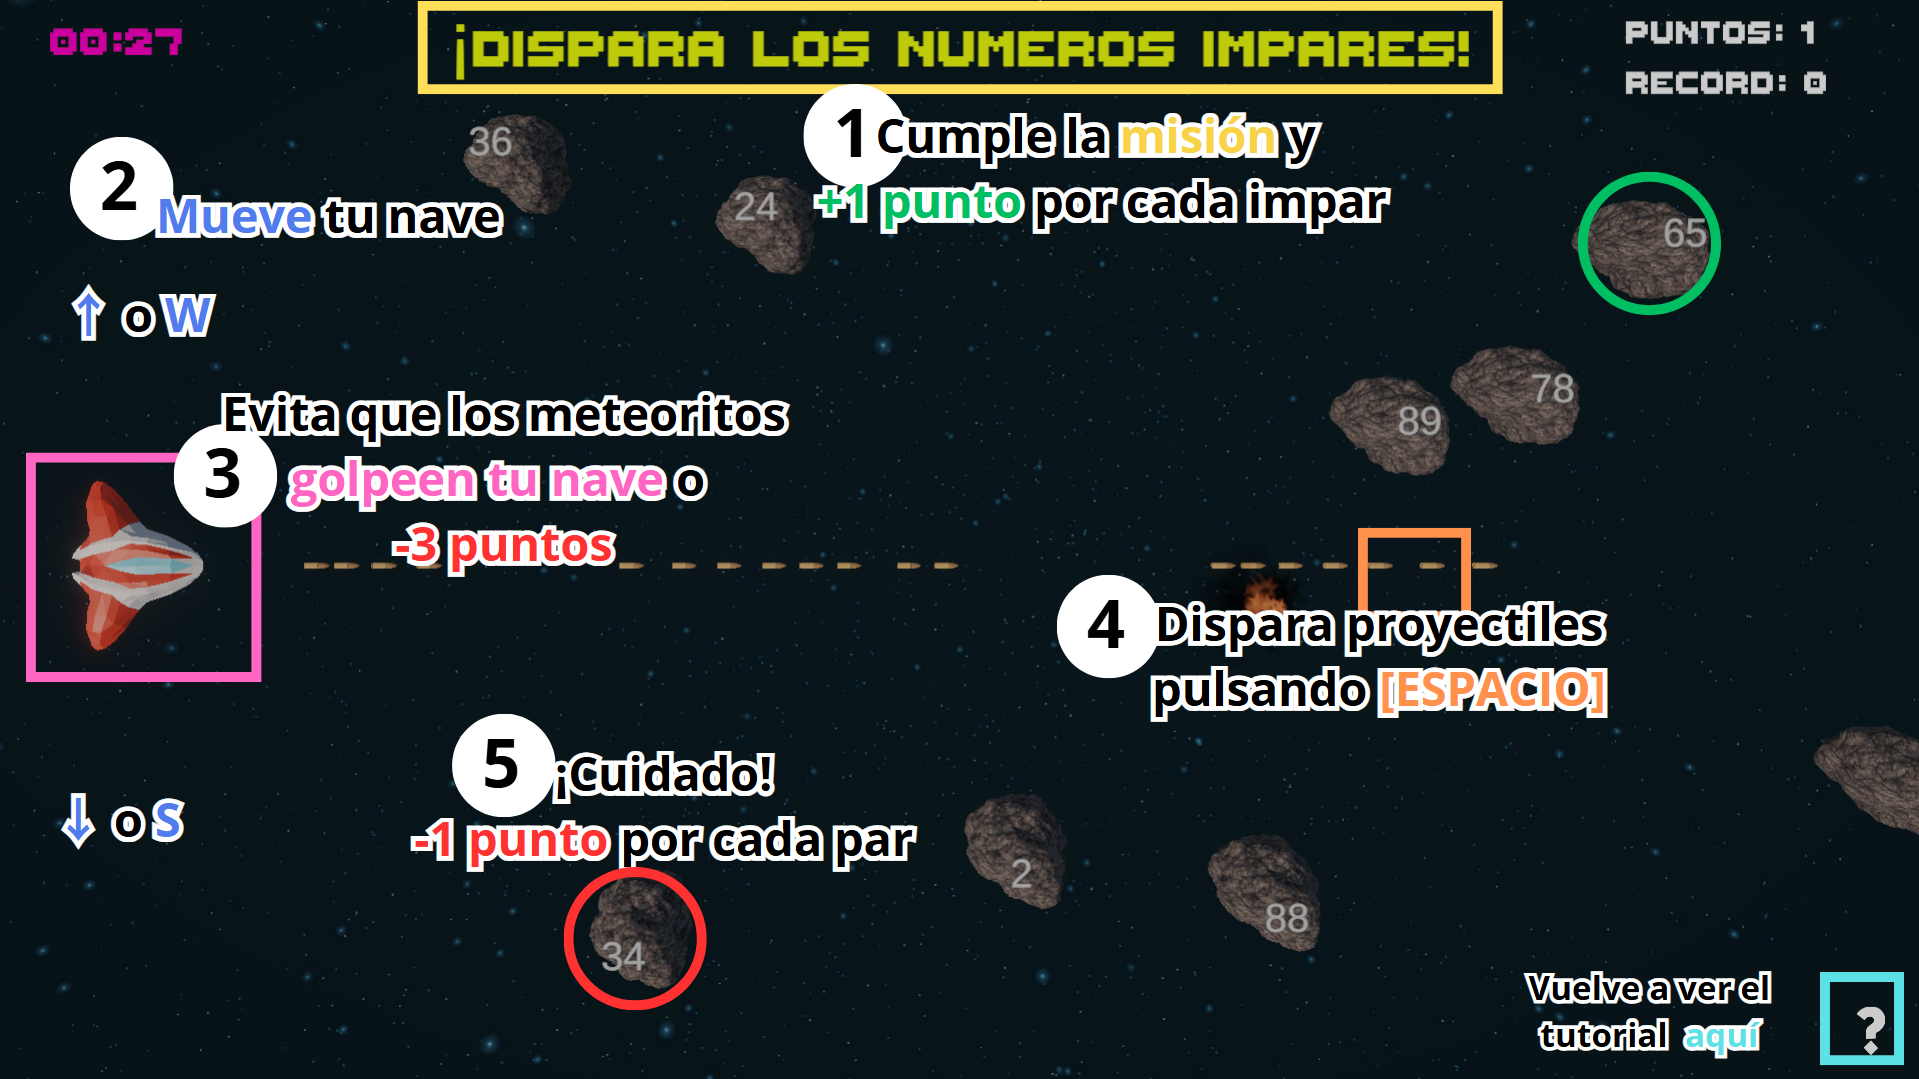 00:27
¡DISPARA LOS NUMEROS IMPARES!
PUNTOS: 1
RECORD: 0
1 Cumple la misión y
+1 punto por cada impar
36
24
65
2 Mueve tu nave
↑ o W
78
89
Evita que los meteoritos
3 golpeen tu nave o
-3 puntos
4 Dispara proyectiles
pulsando [ESPACIO]
5 ¡Cuidado!
-1 punto por cada par
↓ o S
2
88
34
Vuelve a ver el
tutorial aquí
?